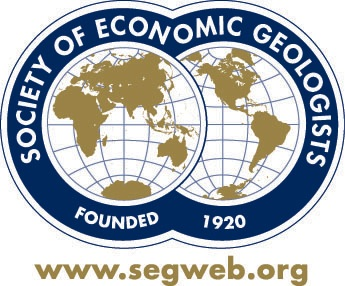 SOCIETY OF ECONOMIC GEOLOGISTS
FOUNDED 1920
www.segweb.org